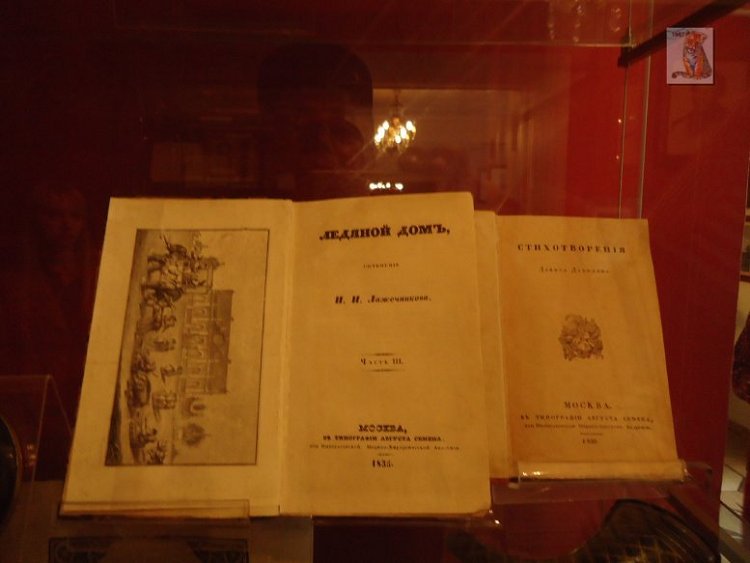 ЛЕДЯНОЙ ДОМЪ,
СОЧИНЕНІЕ
И. И. Лажечникова.
Часть III.
МОСКВА,
ВЪ ТИПОГРАФІИ АВГУСТА СЕМЕНА,
1835.
СТИХОТВОРЕНІЯ
Дениса Давыдова.
МОСКВА.
ВЪ ТИПОГРАФІИ АВГУСТА СЕМЕНА,